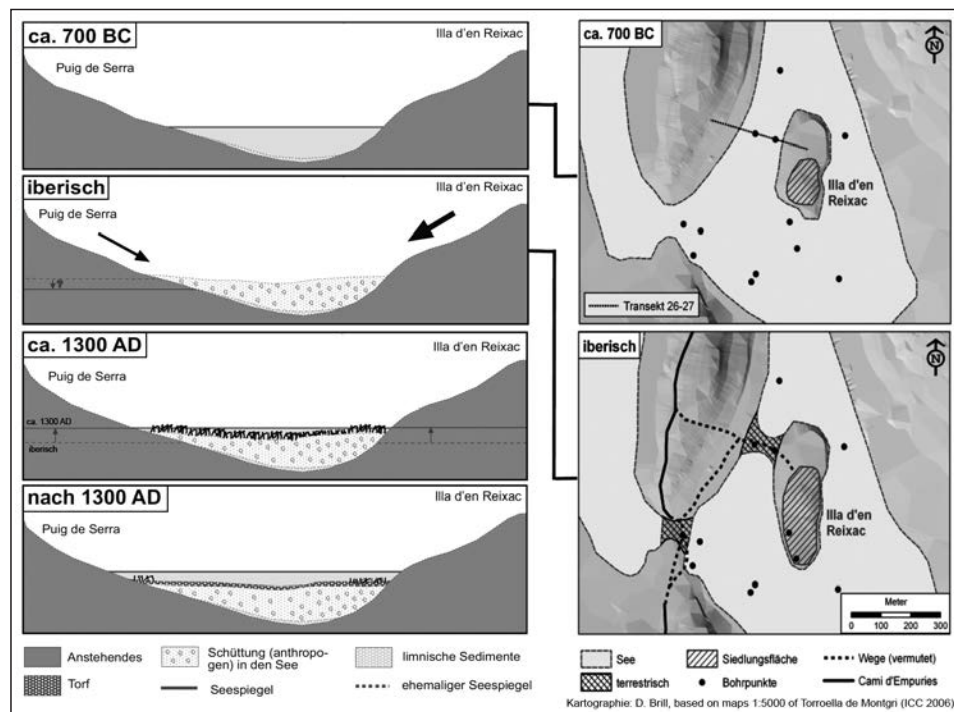 ca. 700 BC
Illa d'en Reixac
Puig de Serra
iberisch
Illa d'en Reixac
Puig de Serra
?
ca. 1300 AD
Illa d'en Reixac
Puig de Serra
ca. 1300 AD
iberisch
nach 1300 AD
Illa d'en Reixac
Puig de Serra
Anstehendes
Schüttung (anthropo-
gen) in den See
limnische Sedimente
Torf
Seespiegel
ehemaliger Seespiegel
ca. 700 BC
N
Illa d'en
Reixac
Transekt 26-27
iberisch
N
Illa d'en
Reixac
Meter
0 100 200 300
See
Siedlungsfläche
Wege (vermutet)
terrestrisch
Bohrpunkte
Cami d'Empuries
Kartographie: D. Brill, based on maps 1:5000 of Torroella de Montgri (ICC 2006)